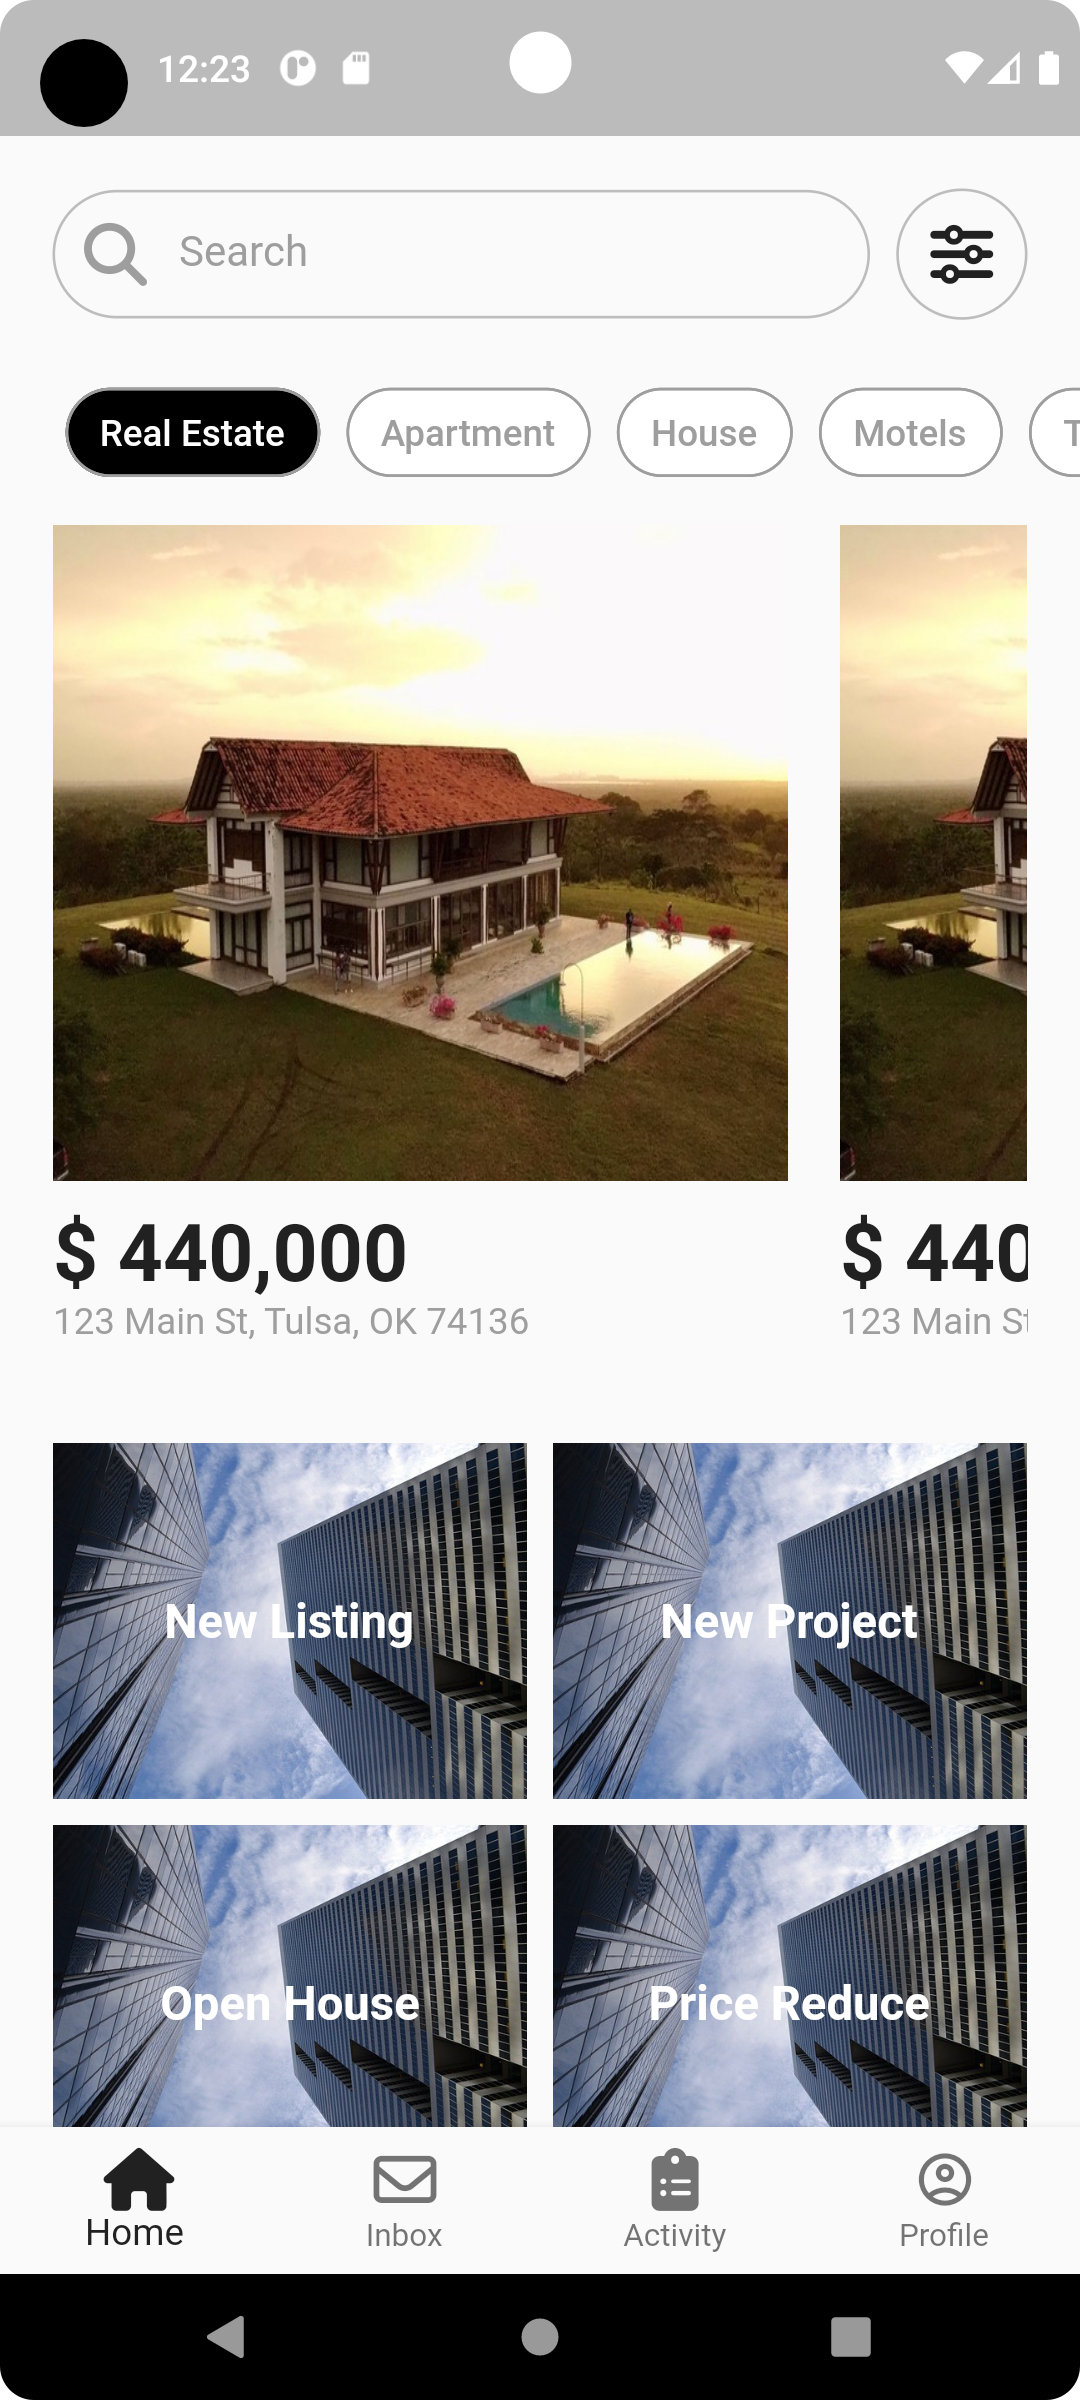 12:23
Search
Real Estate Apartment House Motels T
$ 440,000 $ 440
123 Main St, Tulsa, OK 74136 123 Main St
New Listing New Project
Open House Price Reduce
Home Inbox Activity Profile